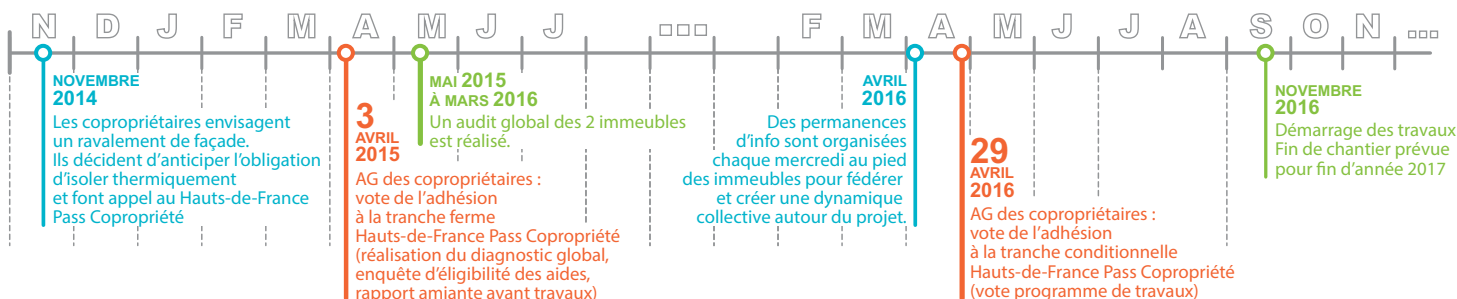 N D J F M A M J J ... F M A M J J A S O N ...
NOVEMBRE
2014
Les copropriétaires envisagent
un ravalement de façade.
Ils décident d'anticiper l'obligation
d'isoler thermiquement
et font appel au Hauts-de-France
Pass Copropriété
3
AVRIL
2015
AG des copropriétaires :
vote de l'adhésion
à la tranche ferme
Hauts-de-France Pass Copropriété
(réalisation du diagnostic global,
enquête d'éligibilité des aides,
rapport amiante avant travaux)
MAI 2015
À MARS 2016
Un audit global des 2 immeubles
est réalisé.
AVRIL
2016
Des permanences
d'info sont organisées
chaque mercredi au pied
des immeubles pour fédérer
et créer une dynamique
collective autour du projet.
29
AVRIL
2016
AG des copropriétaires :
vote de l'adhésion
à la tranche conditionnelle
Hauts-de-France Pass Copropriété
(vote programme de travaux)
NOVEMBRE
2016
Démarrage des travaux
Fin de chantier prévue
pour fin d'année 2017